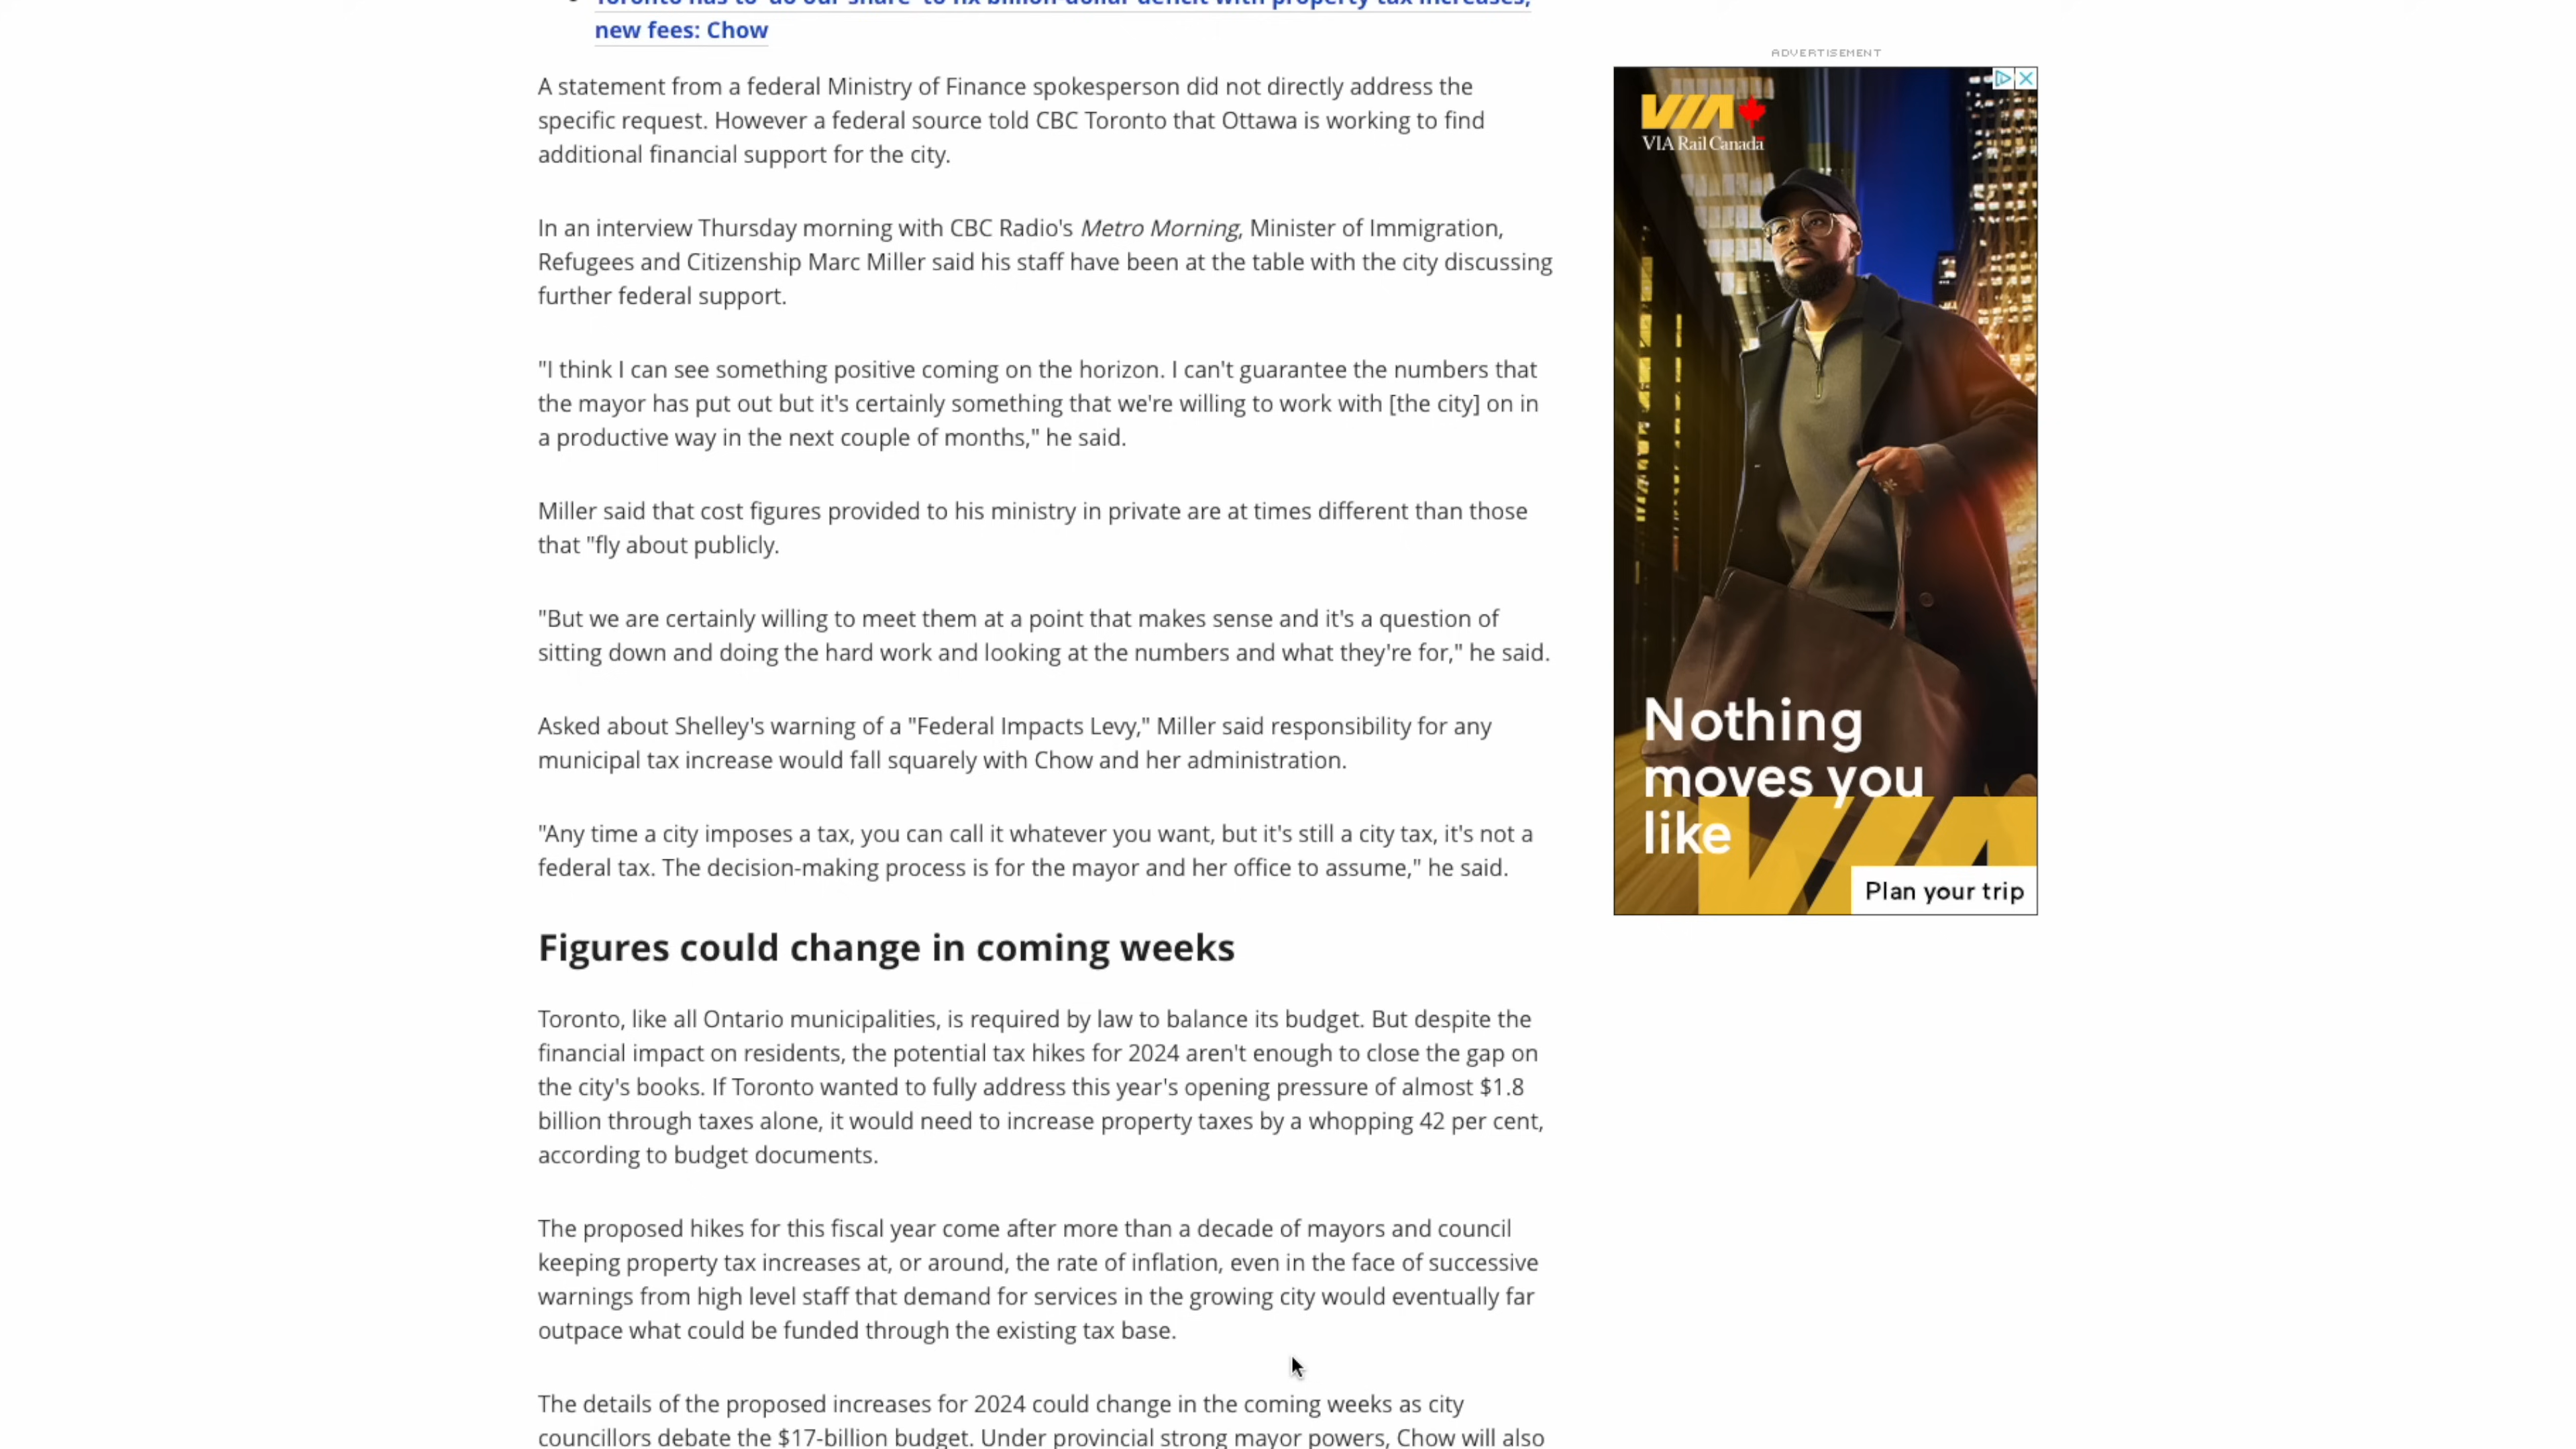 Toronto has to 'do our share' to fix billion-dollar deficit with property tax increases,
new fees: Chow
A statement from a federal Ministry of Finance spokesperson did not directly address the
specific request. However a federal source told CBC Toronto that Ottawa is working to find
additional financial support for the city.
In an interview Thursday morning with CBC Radio's Metro Morning, Minister of Immigration,
Refugees and Citizenship Marc Miller said his staff have been at the table with the city discussing
further federal support.
"I think I can see something positive coming on the horizon. I can't guarantee the numbers that
the mayor has put out but it's certainly something that we're willing to work with [the city] on in
a productive way in the next couple of months," he said.
Miller said that cost figures provided to his ministry in private are at times different than those
that "fly about publicly.
"But we are certainly willing to meet them at a point that makes sense and it's a question of
sitting down and doing the hard work and looking at the numbers and what they're for," he said.
Asked about Shelley's warning of a "Federal Impacts Levy," Miller said responsibility for any
municipal tax increase would fall squarely with Chow and her administration.
"Any time a city imposes a tax, you can call it whatever you want, but it's still a city tax, it's not a
federal tax. The decision-making process is for the mayor and her office to assume," he said.
Figures could change in coming weeks
Toronto, like all Ontario municipalities, is required by law to balance its budget. But despite the
financial impact on residents, the potential tax hikes for 2024 aren't enough to close the gap on
the city's books. If Toronto wanted to fully address this year's opening pressure of almost $1.8
billion through taxes alone, it would need to increase property taxes by a whopping 42 per cent,
according to budget documents.
The proposed hikes for this fiscal year come after more than a decade of mayors and council
keeping property tax increases at, or around, the rate of inflation, even in the face of successive
warnings from high level staff that demand for services in the growing city would eventually far
outpace what could be funded through the existing tax base.
The details of the proposed increases for 2024 could change in the coming weeks as city
councillors debate the $17-billion budget. Under provincial strong mayor powers, Chow will also
ADVERTISEMENT
VIA
VIA Rail Canada
Nothing
moves you
like
VIA
Plan your trip